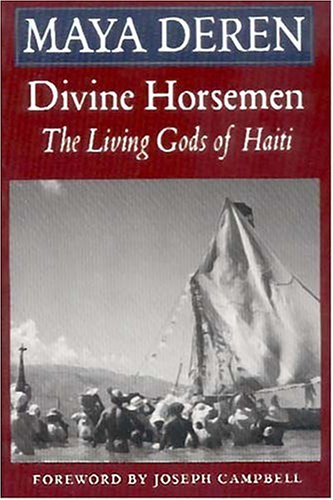 MAYA DEREN
Divine Horsemen
The Living Gods of Haiti
FOREWORD BY JOSEPH CAMPBELL